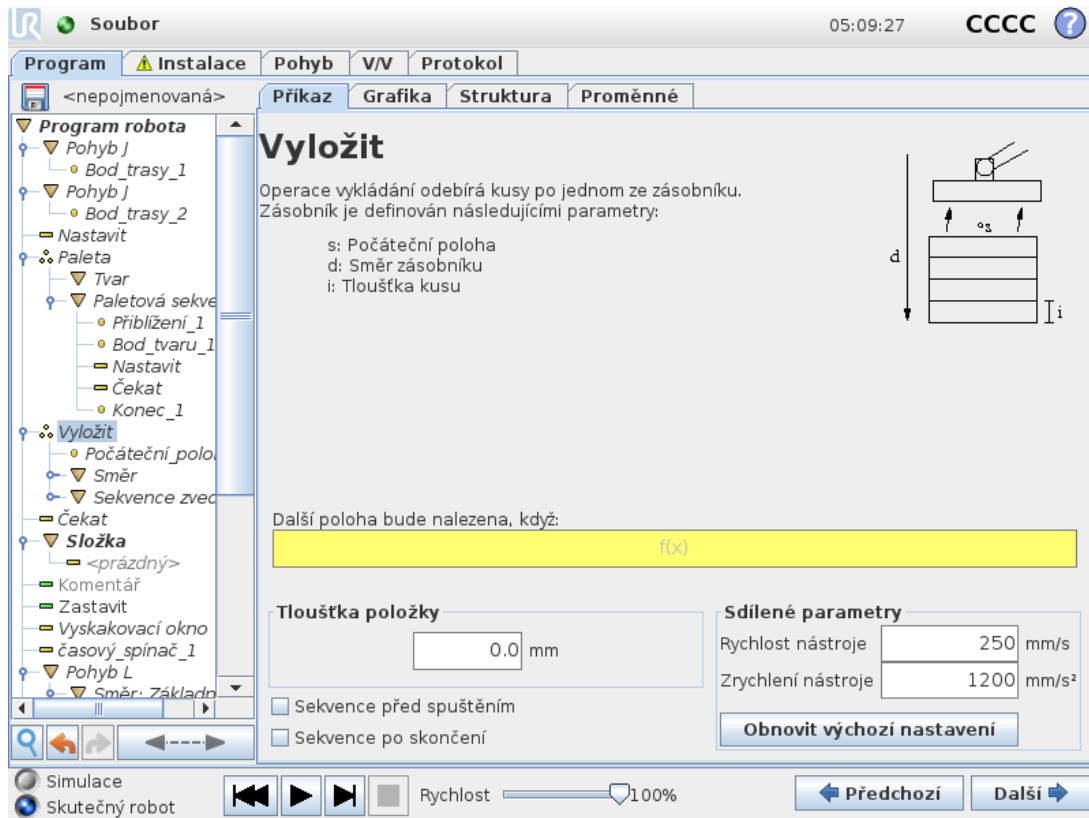 Soubor
05:09:27
CCCC
?
Program
Instalace
Pohyb
V/V
Protokol
<nepojmenovaná>
Příkaz
Grafika
Struktura
Proměnné
Program robota
Pohyb J
Bod_trasy_1
Pohyb J
Bod_trasy_2
Nastavit
Paleta
Tvar
Paletová sekve
Přiblížení_1
Bod_tvaru_1
Nastavit
Čekat
Konec_1
Vyložit
Počáteční_polo
Směr
Sekvence zved
Čekat
Složka
<prázdný>
Komentář
Zastavit
Vyskakovací okno
časový_spínač_1
Pohyb L
Směr: Základn
Vyložit
Operace vykládání odebírá kusy po jednom ze zásobníku.
Zásobník je definován následujícími parametry:
s: Počáteční poloha
d: Směr zásobníku
i: Tloušťka kusu
s
d
i
Další poloha bude nalezena, když:
f(x)
Tloušťka položky
0.0 mm
Sekvence před spuštěním
Sekvence po skončení
Sdílené parametry
Rychlost nástroje 250 mm/s
Zrychlení nástroje 1200 mm/s²
Obnovit výchozí nastavení
Simulace
Skutečný robot
Rychlost 100%
Předchozí
Další